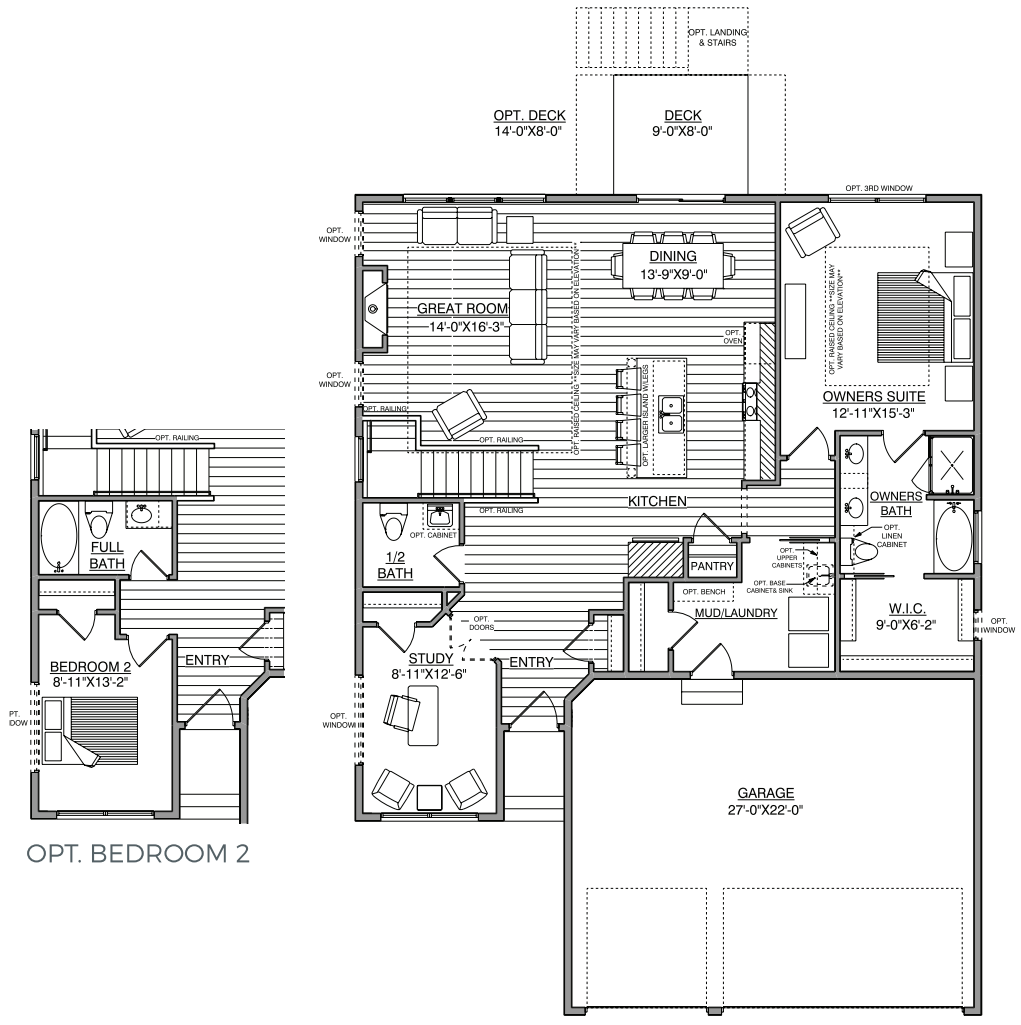 OPT. LANDING
& STAIRS
OPT. DECK
14'-0"X8'-0"
DECK
9'-0"X8'-0"
OPT. 3RD WINDOW
OPT.
WINDOW
DINING
13'-9"X9'-0"
GREAT ROOM
14'-0"X16'-3"
OPT. RAISED CEILING **SIZE MAY VARY BASED ON ELEVATION**
OPT.
OVEN
OPT. RAISED CEILING **SIZE MAY
VARY BASED ON ELEVATION**
OPT.
WINDOW
OPT. LARGER ISLAND W/LEGS
OWNERS SUITE
12'-11"X15'-3"
OPT. RAILING
OPT. RAILING
OPT. RAILING
KITCHEN
OPT. RAILING
OWNERS
BATH
OPT.
LINEN
CABINET
OPT. CABINET
1/2
BATH
PANTRY
OPT.
UPPER
CABINETS
OPT. BASE
CABINET & SINK
OPT. BENCH
MUD/LAUNDRY
W.I.C.
9'-0"X6'-2"
OPT.
WINDOW
OPT.
DOORS
STUDY
8'-11"X12'-6"
ENTRY
OPT.
WINDOW
FULL
BATH
BEDROOM 2
8'-11"X13'-2"
ENTRY
PT.
IDOW
OPT. BEDROOM 2
GARAGE
27'-0"X22'-0"